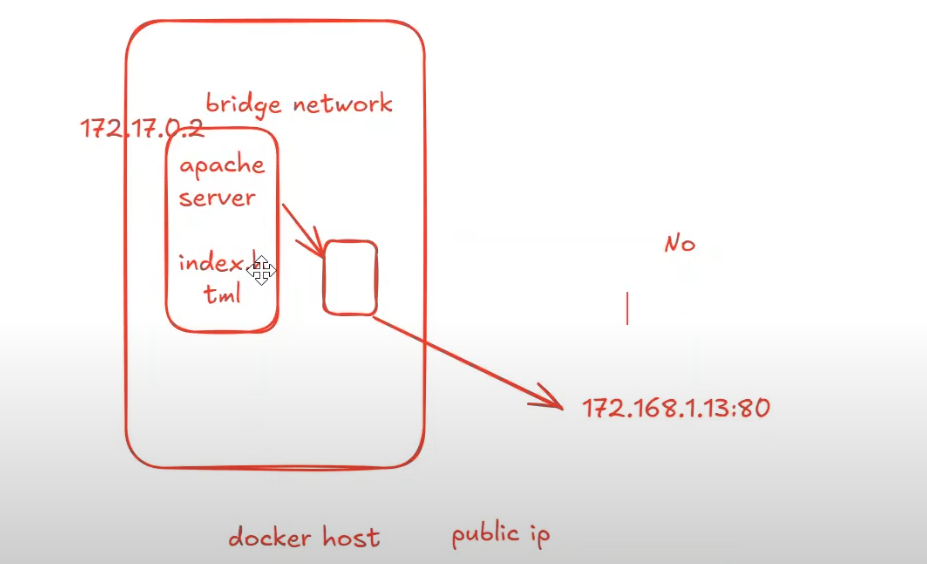 bridge network
172.17.0.2
apache
server
No
index.h
tml
172.168.1.13:80
docker host
public ip